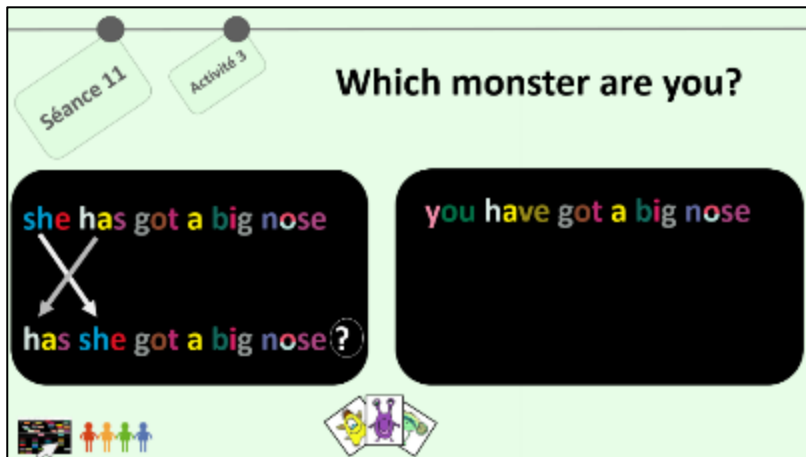 Séance 11
Activité 3
Which monster are you?
she has got a big nose
has she got a big nose ?
you have got a big nose